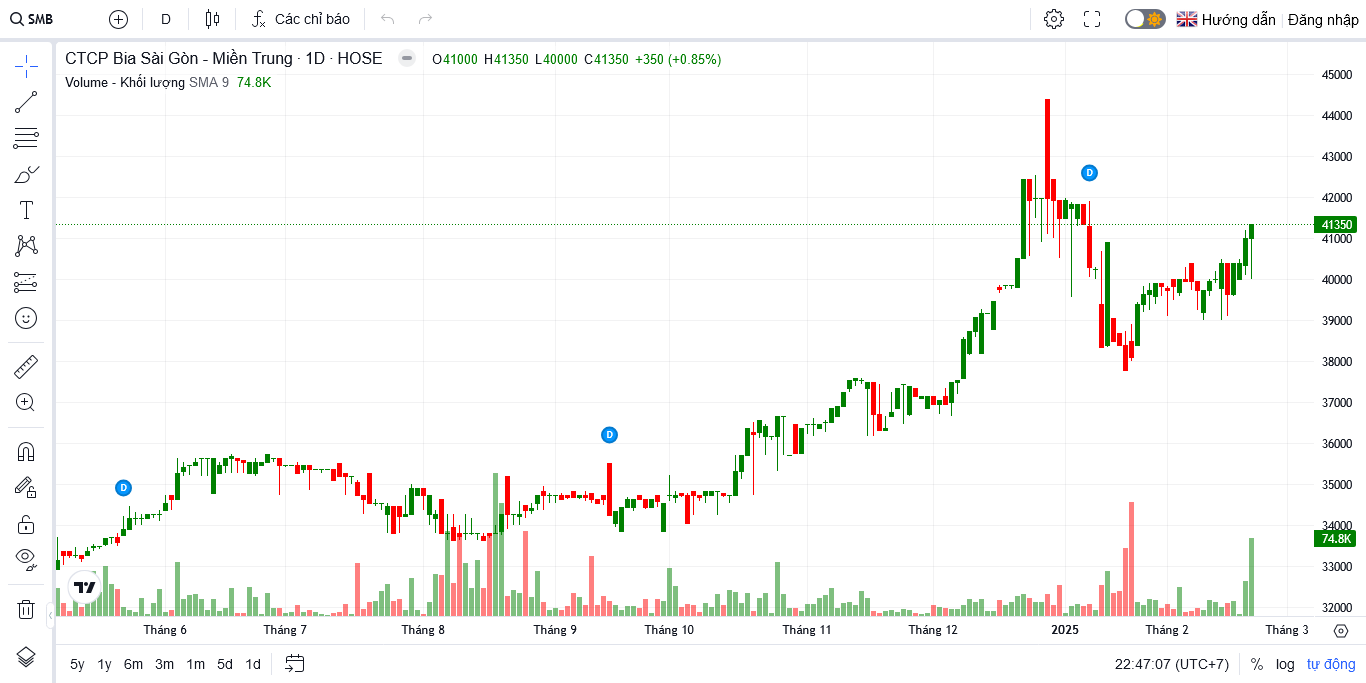 SMB D Các chỉ báo Hướng dẫn Đăng nhập
CTCP Bia Sài Gòn - Miền Trung · 1D · HOSE O41000 H41350 L40000 C41350 +350 (+0.85%)
Volume - Khối lượng SMA 9 74.8K
45000
44000
43000
D
42000
41350
41000
40000
39000
38000
37000
36000
D
35000
D
34000
74.8K
33000
32000
Tháng 6 Tháng 7 Tháng 8 Tháng 9 Tháng 10 Tháng 11 Tháng 12 2025 Tháng 2 Tháng 3
5y 1y 6m 3m 1m 5d 1d 22:47:07 (UTC+7) % log tự động